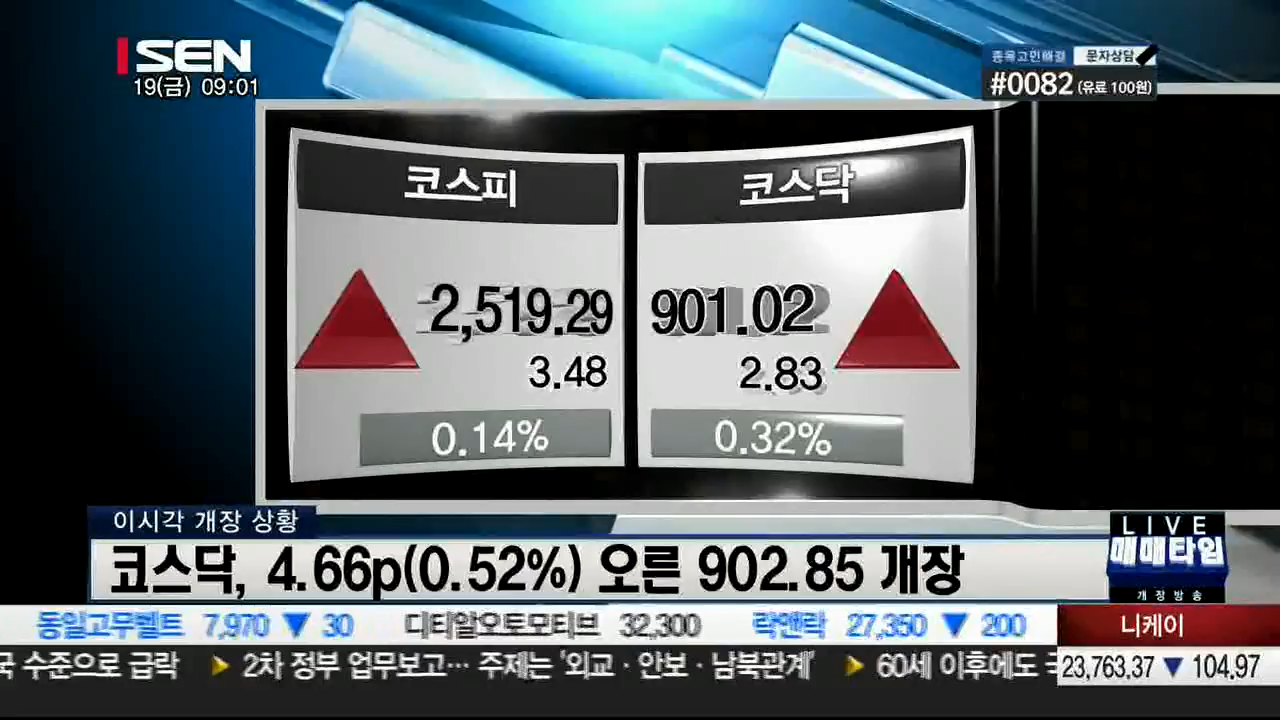 SEN
19(금) 09:01
종목고민해결 문자상담
#0082 (유료 100원)
코스피
2,519.29
3.48
0.14%
코스닥
901.02
2.83
0.32%
이시각 개장 상황
코스닥, 4.66p(0.52%) 오른 902.85 개장
LIVE
매매타임
개장방송
동일고무벨트 7,970 ▼ 30 디티알오토모티브 32,300 락앤락 27,350 ▼ 200
니케이
국 수준으로 급락 ▶ 2차 정부 업무보고… 주제는 '외교·안보·남북관계' ▶ 60세 이후에도
23,763.37 ▼ 104.97